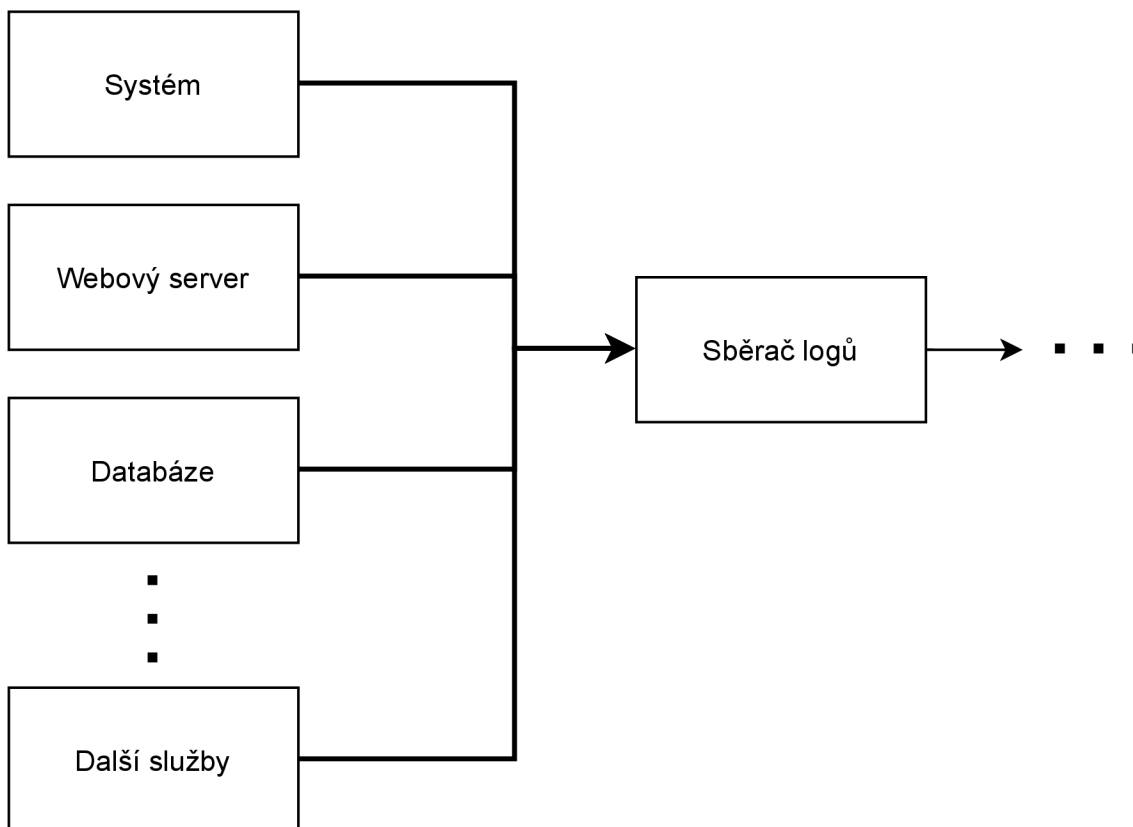 Systém
Webový server
Sběrač logů
Databáze
Další služby